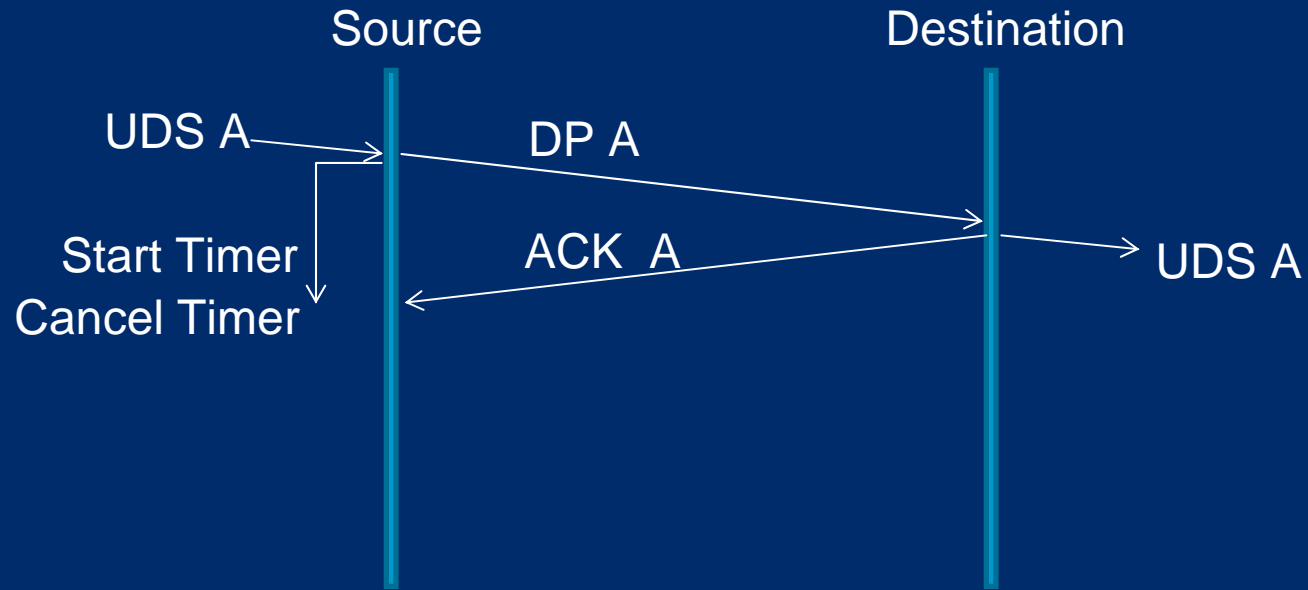 Source
Destination
UDS A
DP A
Start Timer
ACK A
UDS A
Cancel Timer